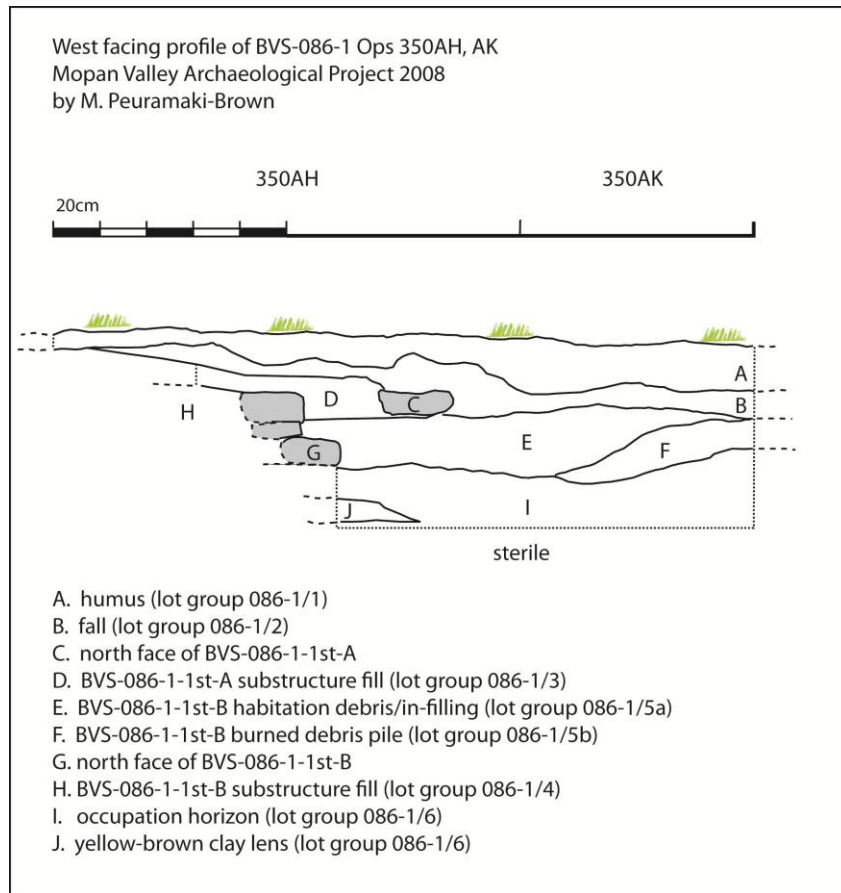 West facing profile of BVS-086-1 Ops 350AH, AK
Mopan Valley Archaeological Project 2008
by M. Peuramaki-Brown
350AH 350AK
20cm
A
B
C
D
H
E
F
G
J
I
sterile
A. humus (lot group 086-1/1)
B. fall (lot group 086-1/2)
C. north face of BVS-086-1-1st-A
D. BVS-086-1-1st-A substructure fill (lot group 086-1/3)
E. BVS-086-1-1st-B habitation debris/in-filling (lot group 086-1/5a)
F. BVS-086-1-1st-B burned debris pile (lot group 086-1/5b)
G. north face of BVS-086-1-1st-B
H. BVS-086-1-1st-B substructure fill (lot group 086-1/4)
I. occupation horizon (lot group 086-1/6)
J. yellow-brown clay lens (lot group 086-1/6)